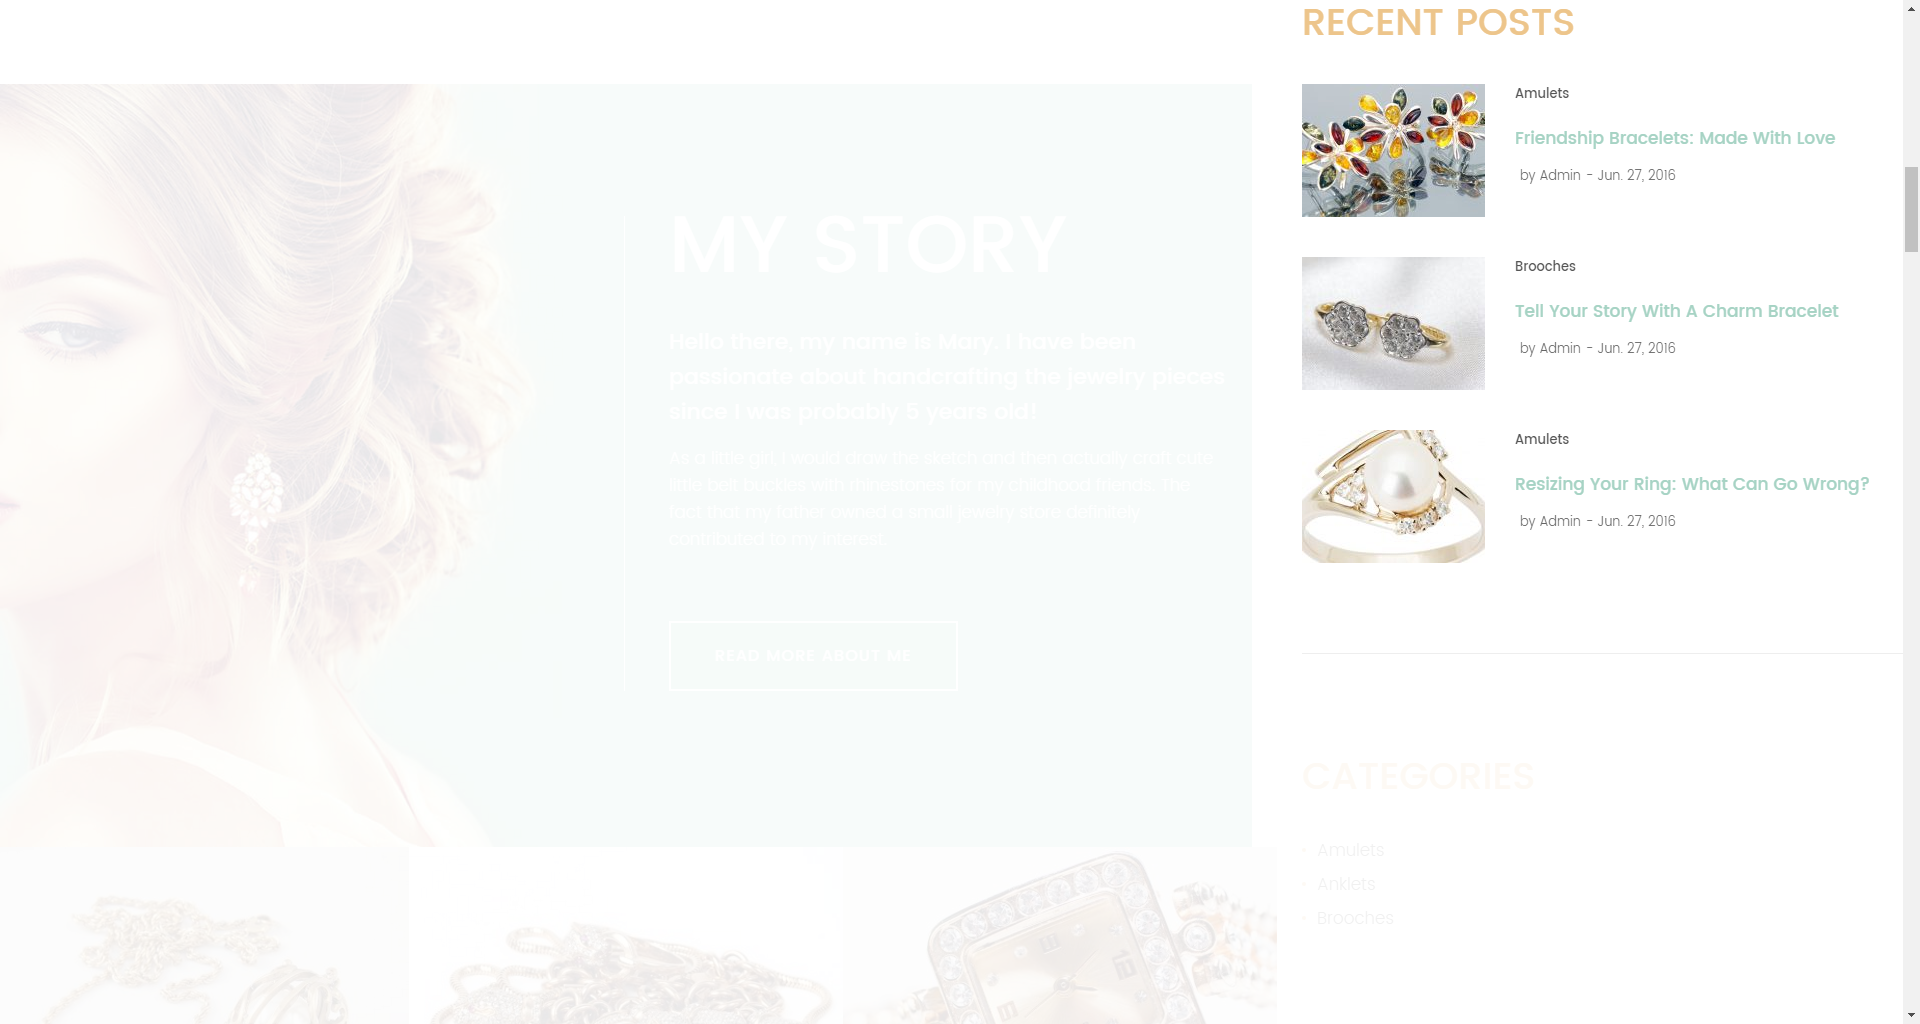 RECENT POSTS
Amulets
Friendship Bracelets: Made With Love
by Admin - Jun. 27, 2016
Brooches
Tell Your Story With A Charm Bracelet
by Admin - Jun. 27, 2016
Amulets
Resizing Your Ring: What Can Go Wrong?
by Admin - Jun. 27, 2016
MY STORY
Hello there, my name is Mary. I have been
passionate about handcrafting the jewelry pieces
since I was probably 5 years old!
As a little girl I would draw the sketch and then actually craft cute
little belt buckles with rhinestones for my childhood friends. The
fact that my father owned a small jewelry store definitely
contributed to my interest.
READ MORE ABOUT ME
CATEGORIES
Amulets
Anklets
Brooches